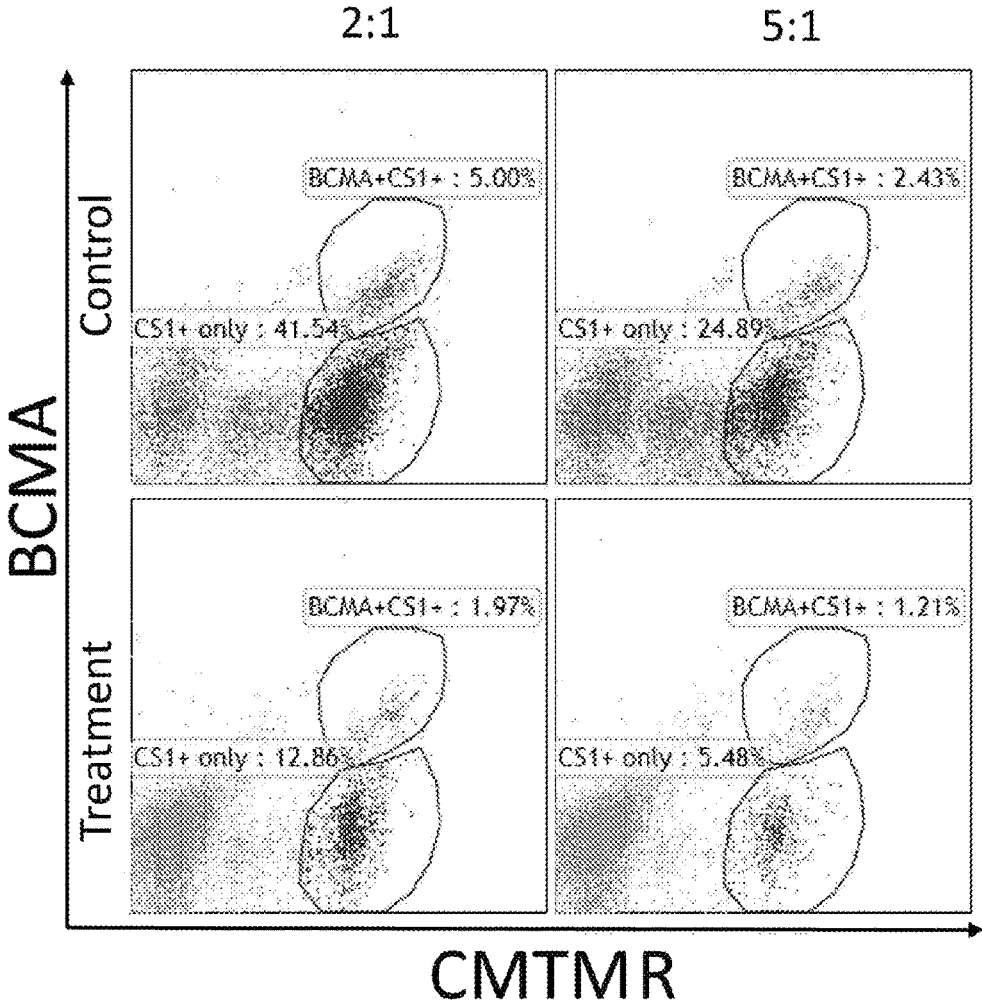 2:1
5:1
BCMA
Control
BCMA+CS1+ : 5.00%
BCMA+CS1+ : 2.43%
CS1+ only : 41.54%
CS1+ only : 24.89%
Treatment
BCMA+CS1+ : 1.97%
BCMA+CS1+ : 1.21%
CS1+ only : 12.86%
CS1+ only : 5.48%
CMTMR